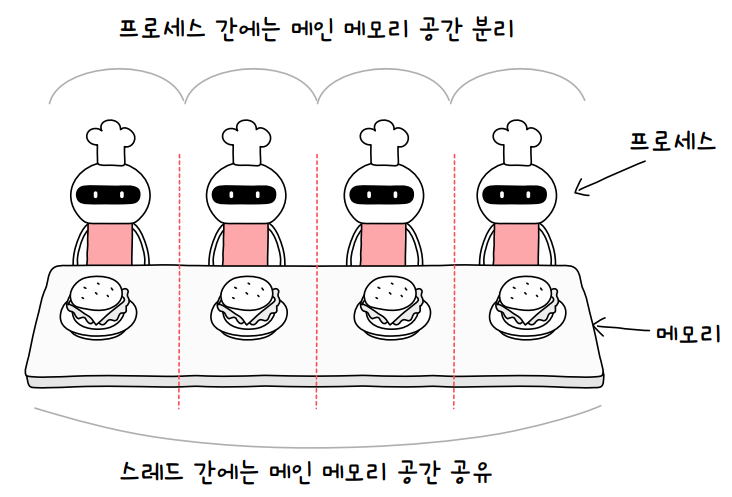 프로세스 간에는 메인 메모리 공간 분리
프로세스
메모리
스레드 간에는 메인 메모리 공간 공유